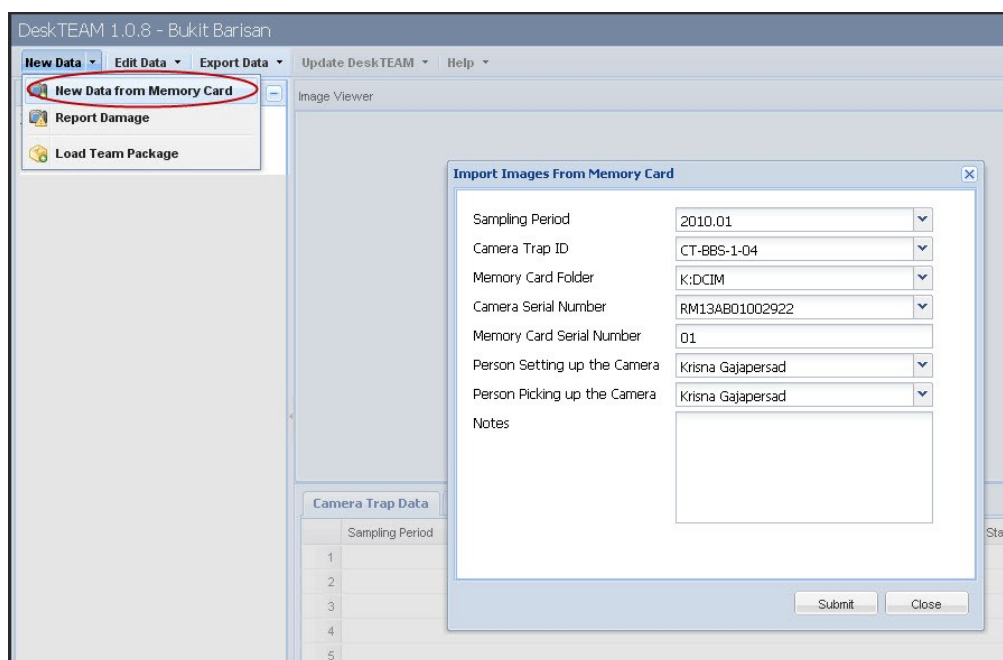 DeskTEAM 1.0.8 - Bukit Barisan
New Data Edit Data Export Data Update DeskTEAM Help
New Data from Memory Card
Report Damage
Load Team Package
Image Viewer
Import Images From Memory Card
Sampling Period 2010.01
Camera Trap ID CT-BBS-1-04
Memory Card Folder K:DCIM
Camera Serial Number RM13AB01002922
Memory Card Serial Number 01
Person Setting up the Camera Krisna Gajapersad
Person Picking up the Camera Krisna Gajapersad
Notes
Submit Close
Camera Trap Data
Sampling Period Sta
1
2
3
4
5